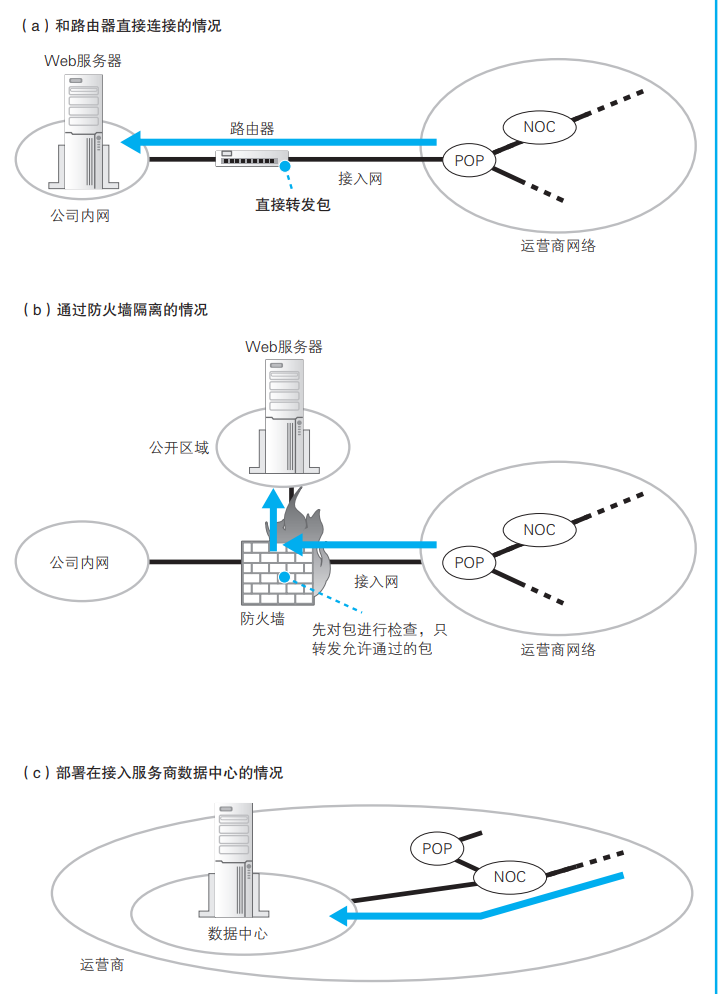 （a）和路由器直接连接的情况
Web服务器
路由器
NOC
POP
接入网
直接转发包
公司内网
运营商网络
（b）通过防火墙隔离的情况
Web服务器
公开区域
NOC
公司内网
POP
接入网
防火墙
先对包进行检查，只
转发允许通过的包
运营商网络
（c）部署在接入服务商数据中心的情况
POP
NOC
数据中心
运营商